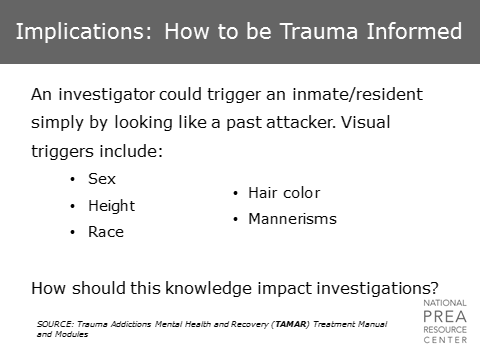 Implications: How to be Trauma Informed
An investigator could trigger an inmate/resident
simply by looking like a past attacker. Visual
triggers include:
• Sex
• Height
• Race
• Hair color
• Mannerisms
How should this knowledge impact investigations?
SOURCE: Trauma Addictions Mental Health and Recovery (TAMAR) Treatment Manual
and Modules
NATIONAL
PREA
RESOURCE
CENTER